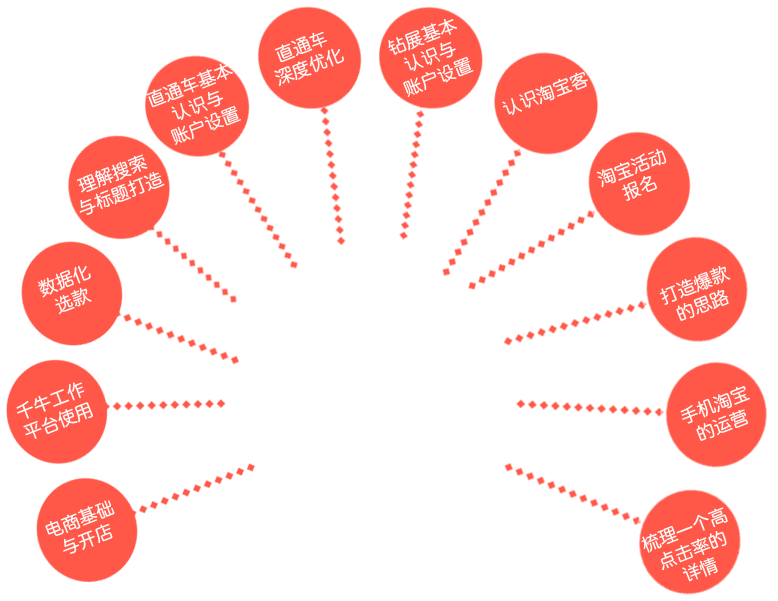 电商基础
与开店
千牛工作
平台使用
数据化
选款
理解搜索
与标题打造
直通车基本
认识与
账户设置
直通车
深度优化
钻展基本
认识与
账户设置
认识淘宝客
淘宝活动
报名
打造爆款
的思路
手机淘宝
的运营
梳理一个高
点击率的
详情